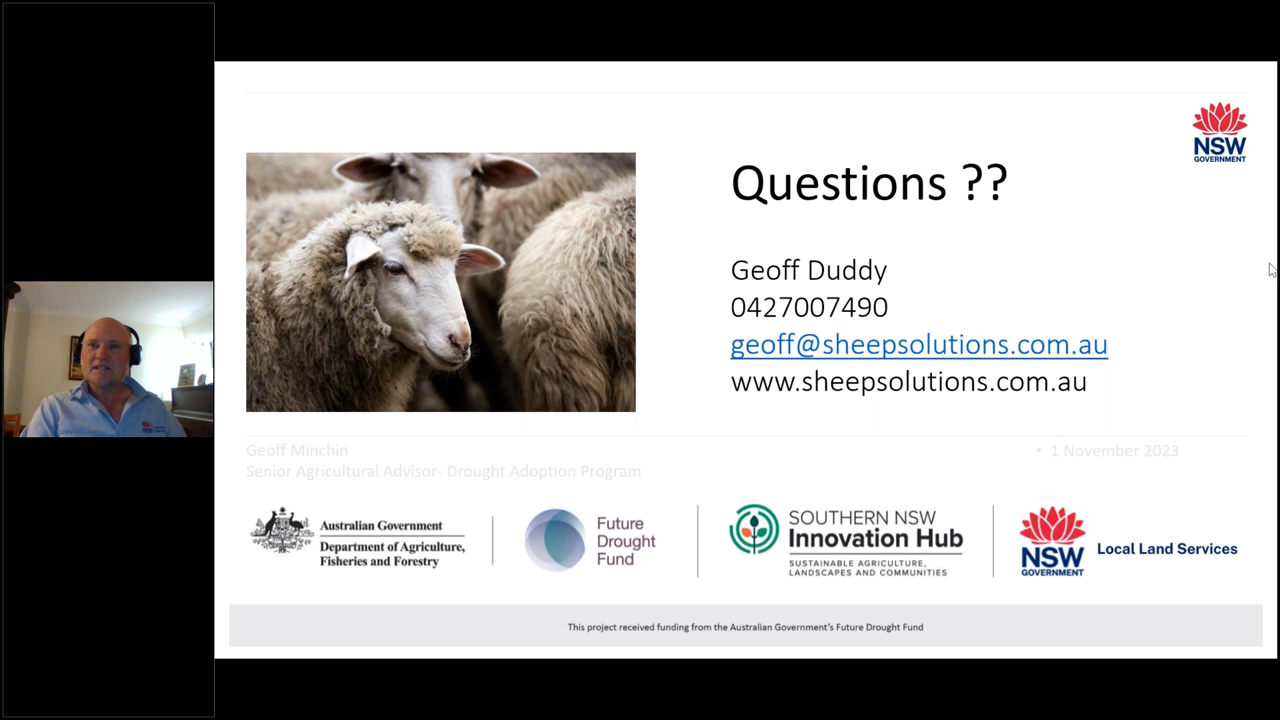 NSW
GOVERNMENT
Questions ??
Geoff Duddy
0427007490
geoff@sheepsolutions.com.au
www.sheepsolutions.com.au
Geoff Minchin
Senior Agricultural Advisor- Drought Adoption Program
• 1 November 2023
Australian Government
Department of Agriculture,
Fisheries and Forestry
Future
Drought
Fund
SOUTHERN NSW
Innovation Hub
SUSTAINABLE AGRICULTURE,
LANDSCAPES AND COMMUNITIES
NSW
GOVERNMENT
Local Land Services
This project received funding from the Australian Government’s Future Drought Fund